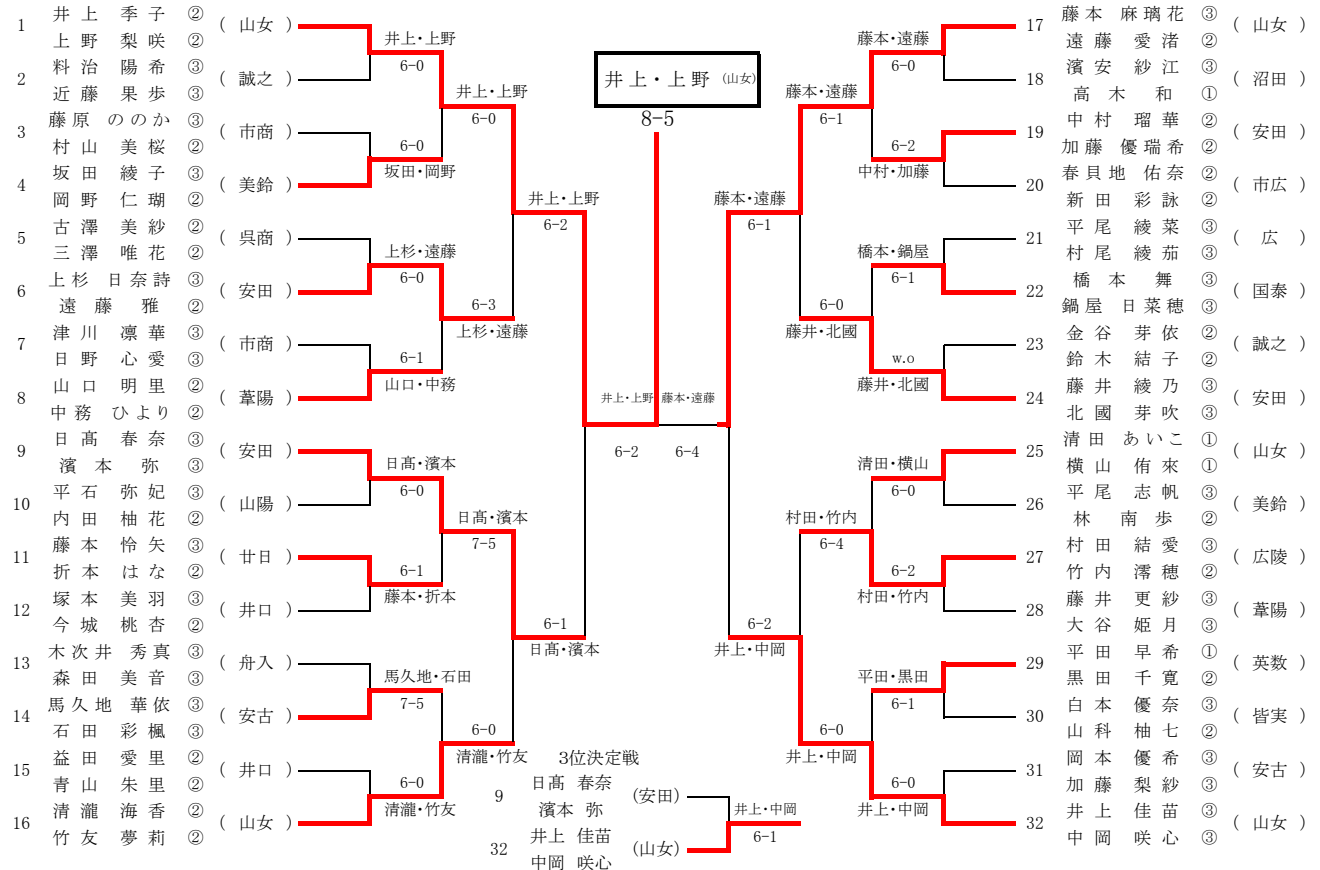 1 井上 季子 ② 上野 梨咲 ② ( 山女 )
2 料治 陽希 ③ 近藤 果歩 ③ ( 誠之 )
3 藤原 ののか ③ 村山 美桜 ② ( 市商 )
4 坂田 綾子 ③ 岡野 仁瑚 ② ( 美鈴 )
5 古澤 美紗 ② 三澤 唯花 ② ( 呉商 )
6 上杉 日奈詩 ③ 遠藤 雅 ② ( 安田 )
7 津川 凛華 ③ 日野 心愛 ③ ( 市商 )
8 山口 明里 ② 中務 ひより ② ( 葦陽 )
9 日髙 春奈 ③ 濱本 弥 ③ ( 安田 )
10 平石 弥妃 ③ 内田 柚花 ② ( 山陽 )
11 藤本 怜矢 ③ 折本 はな ② ( 廿日 )
12 塚本 美羽 ③ 今城 桃杏 ② ( 井口 )
13 木次井 秀真 ③ 森田 美音 ③ ( 舟入 )
14 馬久地 華依 ③ 石田 彩楓 ③ ( 安古 )
15 益田 愛里 ② 青山 朱里 ② ( 井口 )
16 清瀧 海香 ② 竹友 夢莉 ② ( 山女 )
井上・上野
6-0
6-0
坂田・岡野
上杉・遠藤
6-0
6-1
山口・中務
日髙・濱本
6-0
6-1
藤本・折本
馬久地・石田
7-5
6-0
清瀧・竹友
井上・上野
6-0
6-3
上杉・遠藤
日髙・濱本
7-5
6-0
清瀧・竹友
井上・上野
6-2
6-1
日髙・濱本
井上・上野 (山女)
8-5
井上・上野 藤本・遠藤
6-2 6-4
藤本・遠藤
6-1
6-2
井上・中岡
藤本・遠藤
6-1
6-0
藤井・北國
村田・竹内
6-4
6-0
井上・中岡
藤本・遠藤
6-0
6-2
中村・加藤
橋本・鍋屋
6-1
w.o
藤井・北國
清田・横山
6-0
6-2
村田・竹内
平田・黒田
6-1
6-0
井上・中岡
17 藤本 麻璃花 ③ 遠藤 愛渚 ② ( 山女 )
18 濱安 紗江 ③ 高木 和 ① ( 沼田 )
19 中村 瑠華 ② 加藤 優瑞希 ② ( 安田 )
20 春貝地 佑奈 ② 新田 彩詠 ② ( 市広 )
21 平尾 綾菜 ③ 村尾 綾茄 ③ ( 広 )
22 橋本 舞 ③ 鍋屋 日菜穂 ③ ( 国泰 )
23 金谷 芽依 ② 鈴木 結子 ② ( 誠之 )
24 藤井 綾乃 ③ 北國 芽吹 ③ ( 安田 )
25 清田 あいこ ① 横山 侑來 ① ( 山女 )
26 平尾 志帆 ③ 林 南歩 ② ( 美鈴 )
27 村田 結愛 ③ 竹内 澪穂 ② ( 広陵 )
28 藤井 更紗 ③ 大谷 姫月 ③ ( 葦陽 )
29 平田 早希 ① 黒田 千寛 ② ( 英数 )
30 白本 優奈 ③ 山科 柚七 ② ( 皆実 )
31 岡本 優希 ③ 加藤 梨紗 ③ ( 安古 )
32 井上 佳苗 ③ 中岡 咲心 ③ ( 山女 )
3位決定戦
9 日髙 春奈 濱本 弥 (安田)
32 井上 佳苗 中岡 咲心 (山女)
井上・中岡
6-1